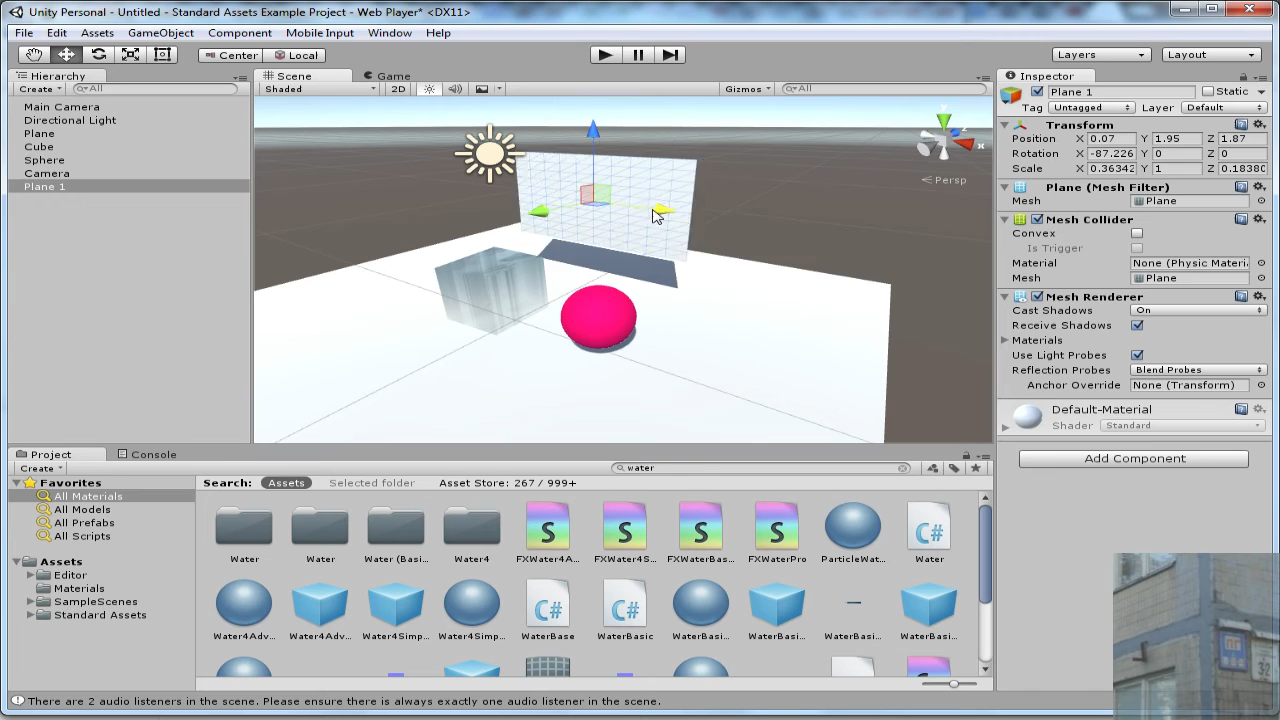 Unity Personal - Untitled - Standard Assets Example Project - Web Player* <DX11>
File Edit Assets GameObject Component Mobile Input Window Help
Center Local Layers Layout
Hierarchy
Create All
Main Camera
Directional Light
Plane
Cube
Sphere
Camera
Plane 1
Scene Game
Shaded 2D Gizmos All
y
z
x
Persp
Inspector
Plane 1 Static
Tag Untagged Layer Default
Transform
Position X 0.07 Y 1.95 Z 1.87
Rotation X -87.226 Y 0 Z 0
Scale X 0.36342 Y 1 Z 0.18380
Plane (Mesh Filter)
Mesh Plane
Mesh Collider
Convex
Is Trigger
Material None (Physic Materi
Mesh Plane
Mesh Renderer
Cast Shadows On
Receive Shadows
Materials
Use Light Probes
Reflection Probes Blend Probes
Anchor Override None (Transform)
Default-Material
Shader Standard
Add Component
Project Console
Create water
Favorites
All Materials
All Models
All Prefabs
All Scripts
Assets
Editor
Materials
SampleScenes
Standard Assets
Search: Assets Selected folder Asset Store: 267 / 999+
Water Water Water (Basi... Water4 FXWater4A... FXWater4S... FXWaterBas... FXWaterPro ParticleWat... Water
Water4Adv... Water4Adv... Water4Simp... Water4Simp... WaterBase WaterBasic WaterBasi... WaterBasi... WaterBasi... WaterBasi...
There are 2 audio listeners in the scene. Please ensure there is always exactly one audio listener in the scene.
32